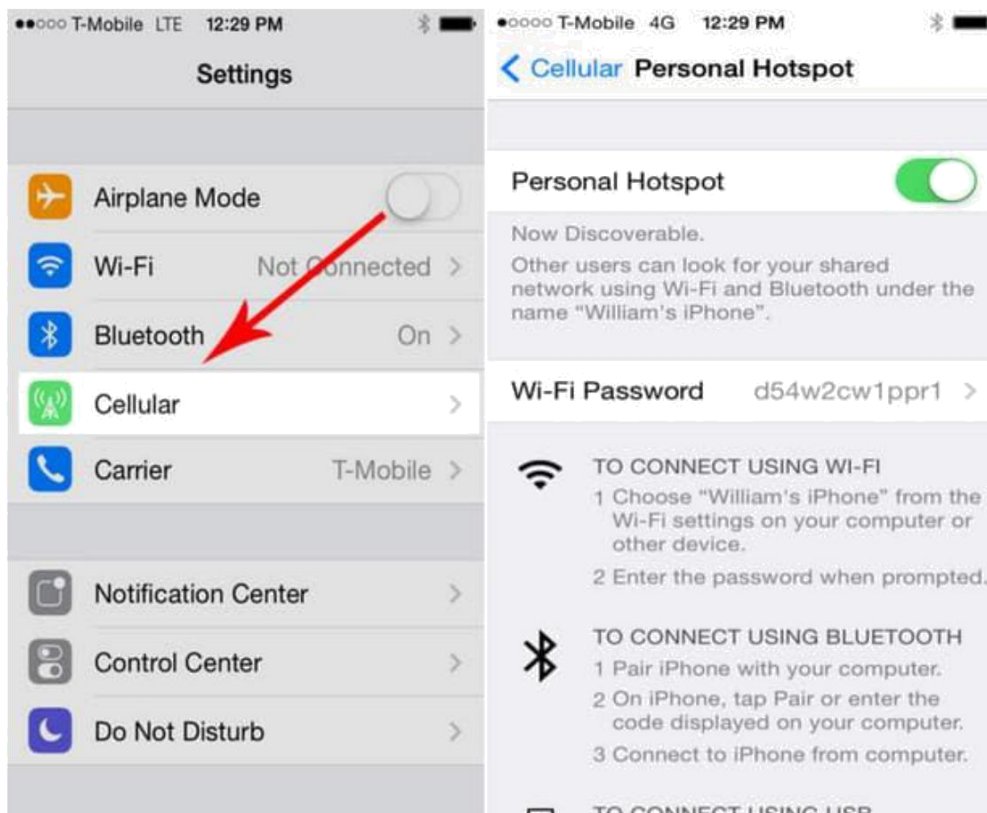 T-Mobile LTE 12:29 PM
Settings
Airplane Mode
Wi-Fi Not Connected
Bluetooth On
Cellular
Carrier T-Mobile
Notification Center
Control Center
Do Not Disturb
T-Mobile 4G 12:29 PM
Cellular Personal Hotspot
Personal Hotspot
Now Discoverable.
Other users can look for your shared
network using Wi-Fi and Bluetooth under the
name “William's iPhone”.
Wi-Fi Password d54w2cw1ppr1
TO CONNECT USING WI-FI
1 Choose “William's iPhone” from the
Wi-Fi settings on your computer or
other device.
2 Enter the password when prompted.
TO CONNECT USING BLUETOOTH
1 Pair iPhone with your computer.
2 On iPhone, tap Pair or enter the
code displayed on your computer.
3 Connect to iPhone from computer.
TO CONNECT USING USB